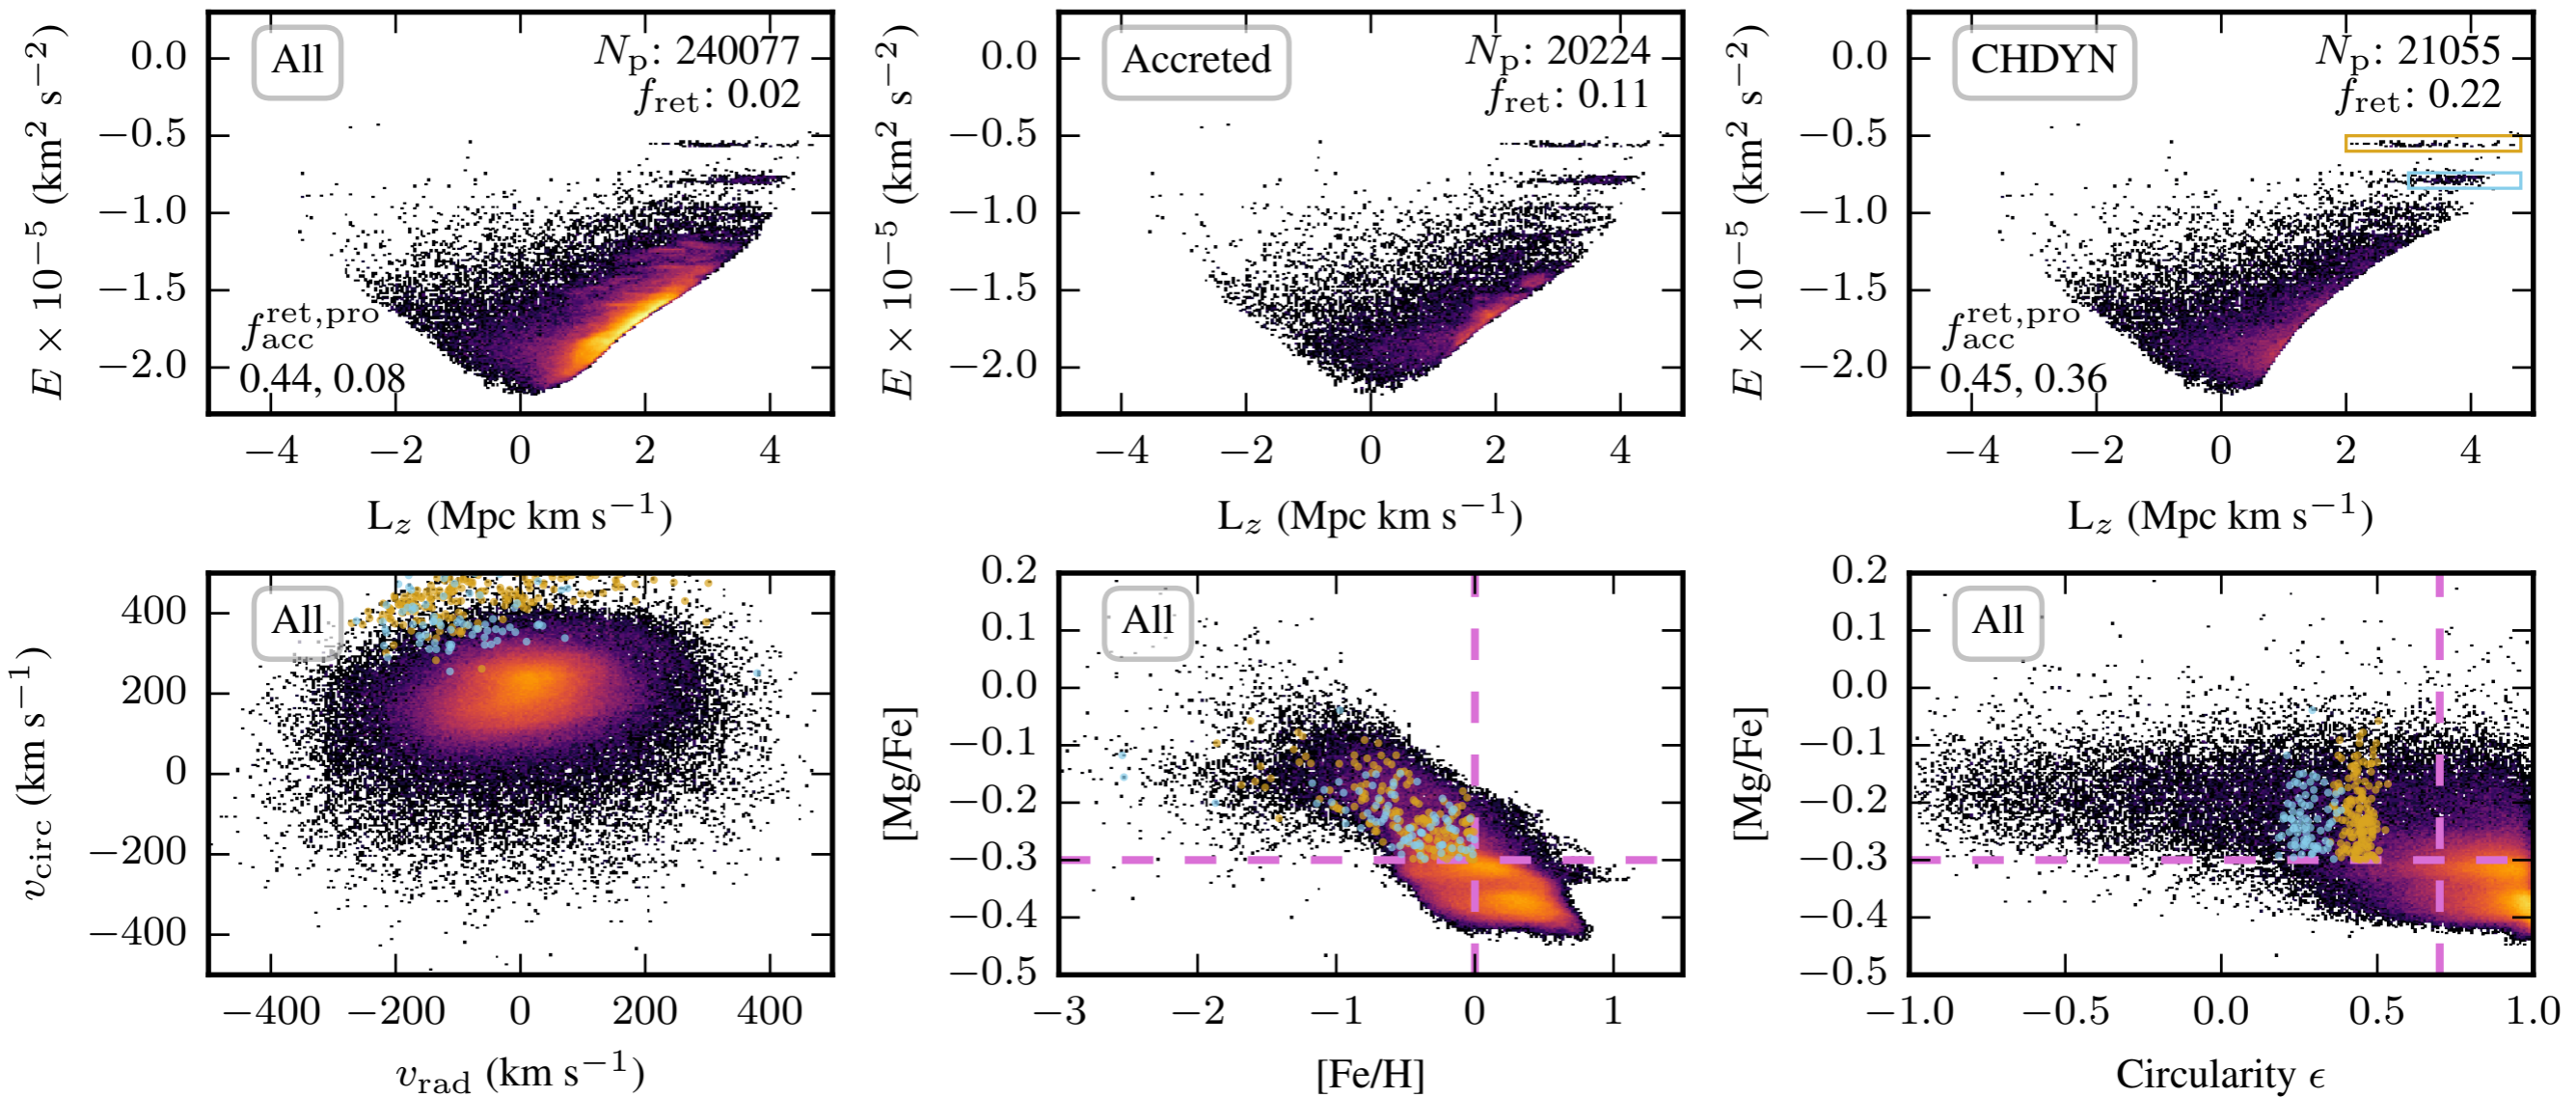 All
N_p: 240077
f_ret: 0.02
f_acc^ret,pro
0.44, 0.08
0.0
−0.5
−1.0
−1.5
−2.0
E × 10^−5 (km^2 s^−2)
−4 −2 0 2 4
L_z (Mpc km s^−1)
Accreted
N_p: 20224
f_ret: 0.11
0.0
−0.5
−1.0
−1.5
−2.0
E × 10^−5 (km^2 s^−2)
−4 −2 0 2 4
L_z (Mpc km s^−1)
CHDYN
N_p: 21055
f_ret: 0.22
f_acc^ret,pro
0.45, 0.36
0.0
−0.5
−1.0
−1.5
−2.0
E × 10^−5 (km^2 s^−2)
−4 −2 0 2 4
L_z (Mpc km s^−1)
All
400
200
0
−200
−400
v_circ (km s^−1)
−400 −200 0 200 400
v_rad (km s^−1)
All
0.2
0.1
0.0
−0.1
−0.2
−0.3
−0.4
−0.5
[Mg/Fe]
−3 −2 −1 0 1
[Fe/H]
All
0.2
0.1
0.0
−0.1
−0.2
−0.3
−0.4
−0.5
[Mg/Fe]
−1.0 −0.5 0.0 0.5 1.0
Circularity ϵ